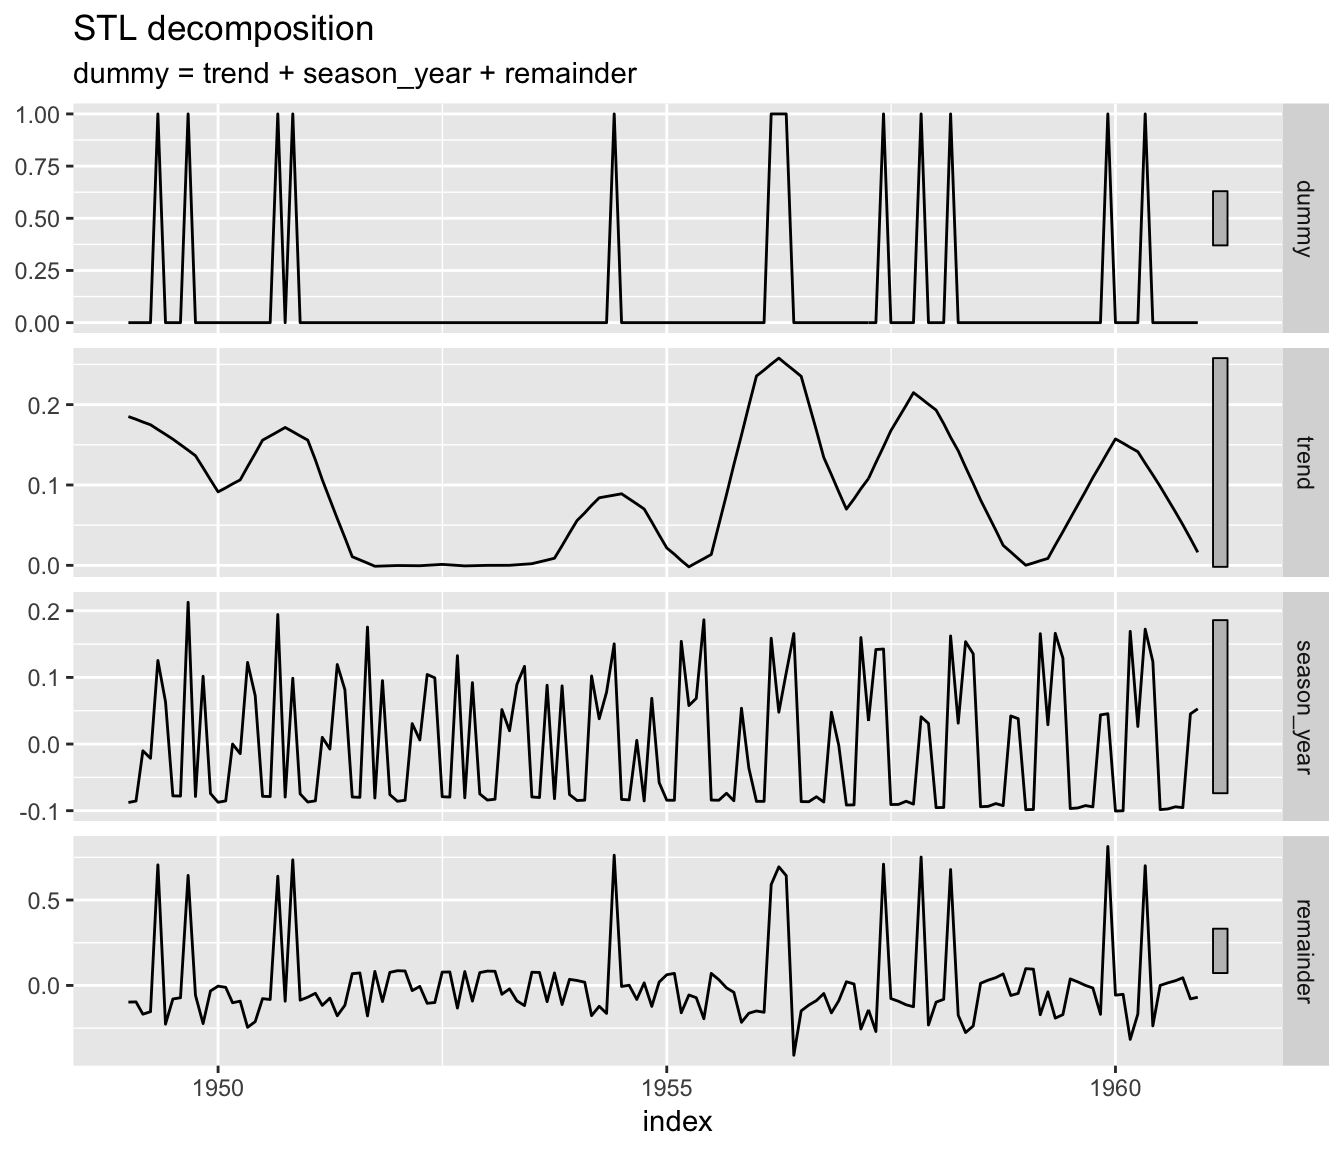 STL decomposition
dummy = trend + season_year + remainder
1.00
0.75
0.50
0.25
0.00
dummy
0.2
0.1
0.0
trend
0.2
0.1
0.0
-0.1
season_year
0.5
0.0
remainder
1950 1955 1960
index